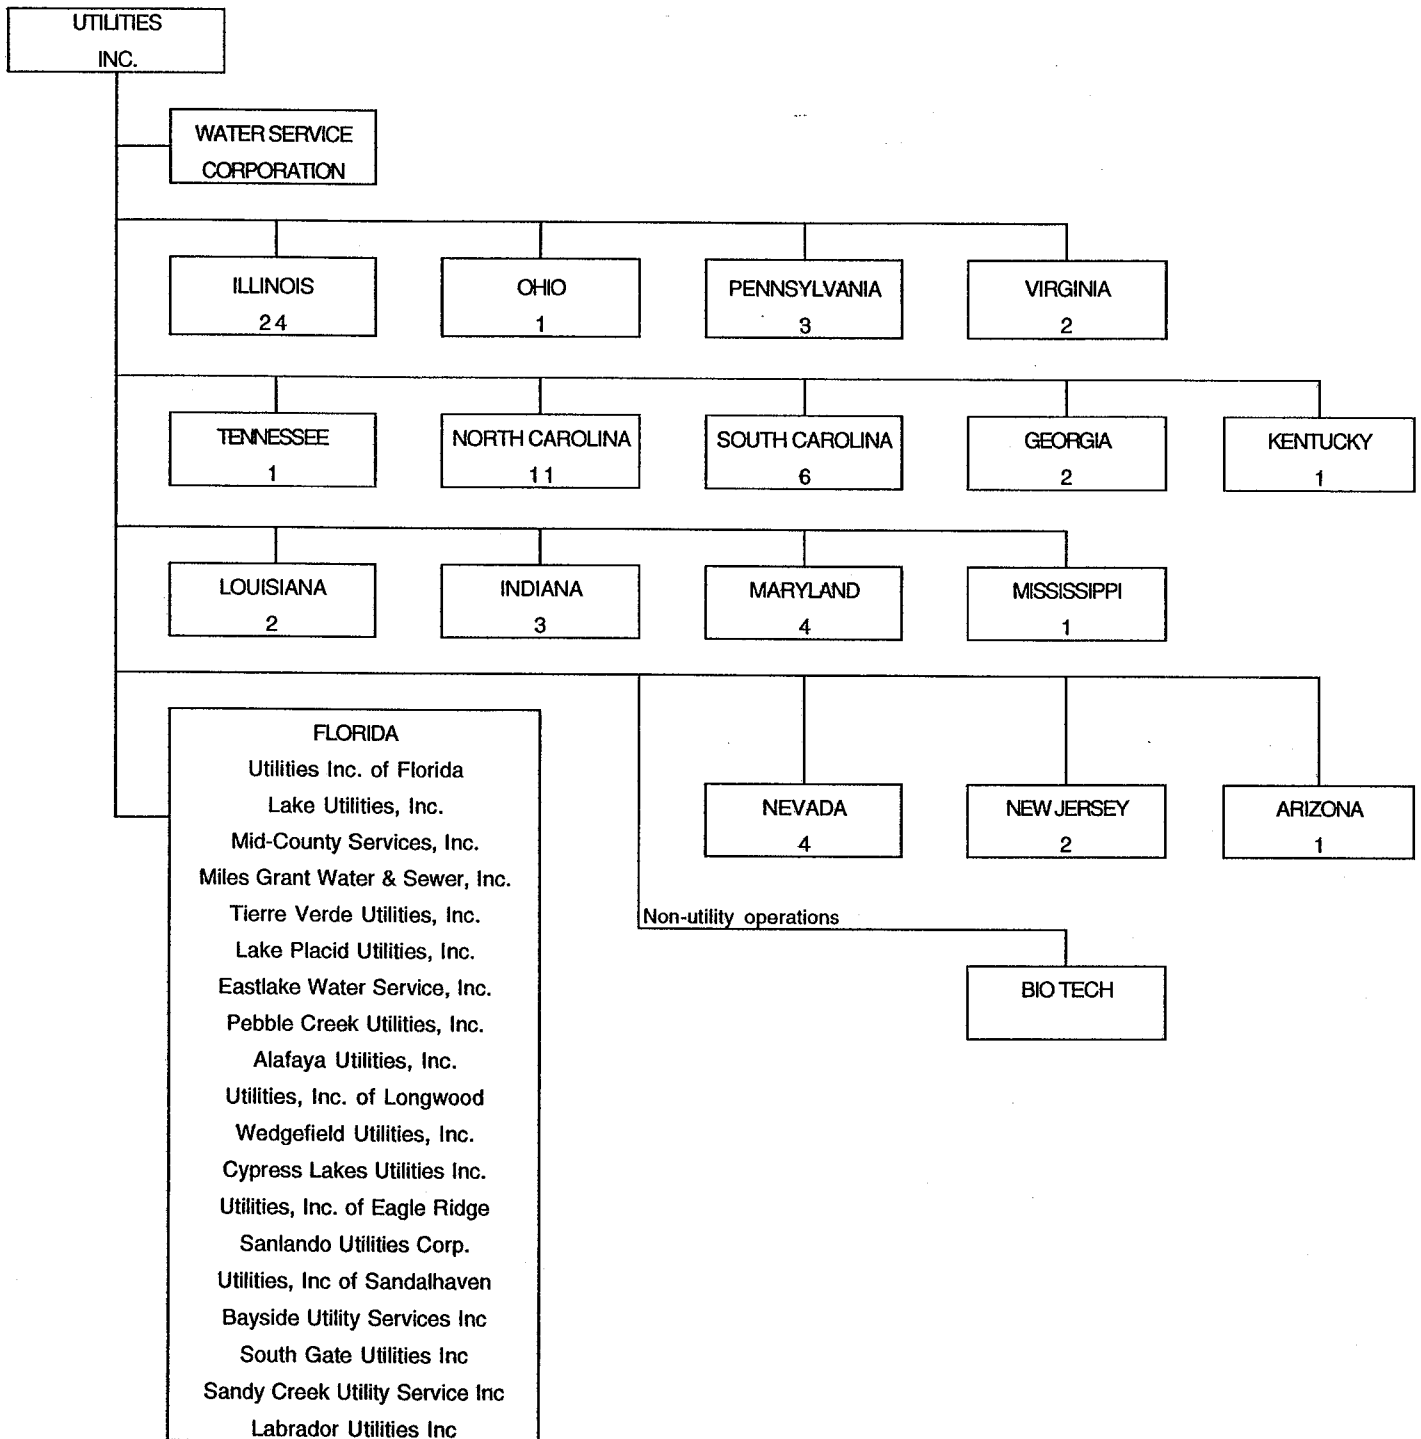 UTILITIES
INC.
WATER SERVICE
CORPORATION
ILLINOIS
24
OHIO
1
PENNSYLVANIA
3
VIRGINIA
2
TENNESSEE
1
NORTH CAROLINA
11
SOUTH CAROLINA
6
GEORGIA
2
KENTUCKY
1
LOUISIANA
2
INDIANA
3
MARYLAND
4
MISSISSIPPI
1
FLORIDA
Utilities Inc. of Florida
Lake Utilities, Inc.
Mid-County Services, Inc.
Miles Grant Water & Sewer, Inc.
Tierre Verde Utilities, Inc.
Lake Placid Utilities, Inc.
Eastlake Water Service, Inc.
Pebble Creek Utilities, Inc.
Alafaya Utilities, Inc.
Utilities, Inc. of Longwood
Wedgefield Utilities, Inc.
Cypress Lakes Utilities Inc.
Utilities, Inc. of Eagle Ridge
Sanlando Utilities Corp.
Utilities, Inc of Sandalhaven
Bayside Utility Services Inc
South Gate Utilities Inc
Sandy Creek Utility Service Inc
Labrador Utilities Inc
NEVADA
4
NEW JERSEY
2
ARIZONA
1
Non-utility operations
BIO TECH